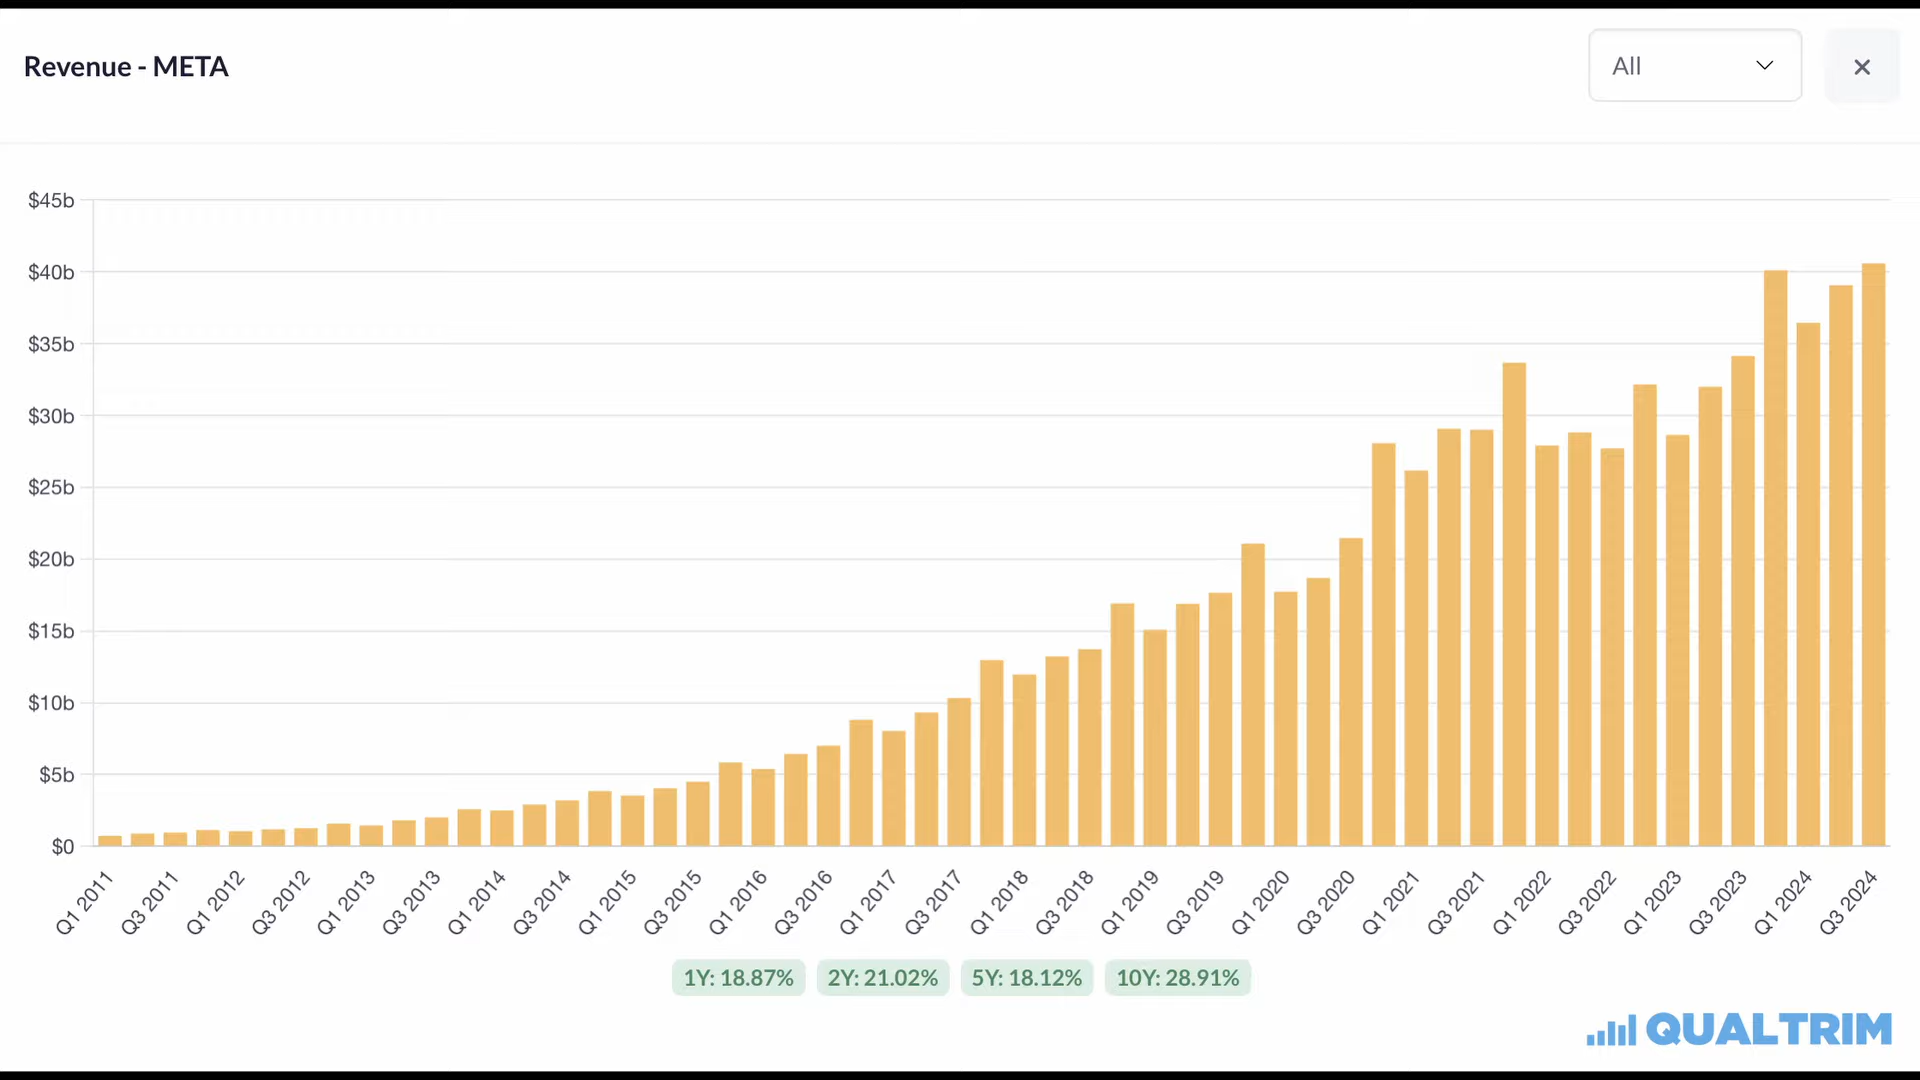 Revenue - META
All
$45b
$40b
$35b
$30b
$25b
$20b
$15b
$10b
$5b
$0
Q1 2011 Q3 2011 Q1 2012 Q3 2012 Q1 2013 Q3 2013 Q1 2014 Q3 2014 Q1 2015 Q3 2015 Q1 2016 Q3 2016 Q1 2017 Q3 2017 Q1 2018 Q3 2018 Q1 2019 Q3 2019 Q1 2020 Q3 2020 Q1 2021 Q3 2021 Q1 2022 Q3 2022 Q1 2023 Q3 2023 Q1 2024 Q3 2024
1Y: 18.87% 2Y: 21.02% 5Y: 18.12% 10Y: 28.91%
QUALTRIM